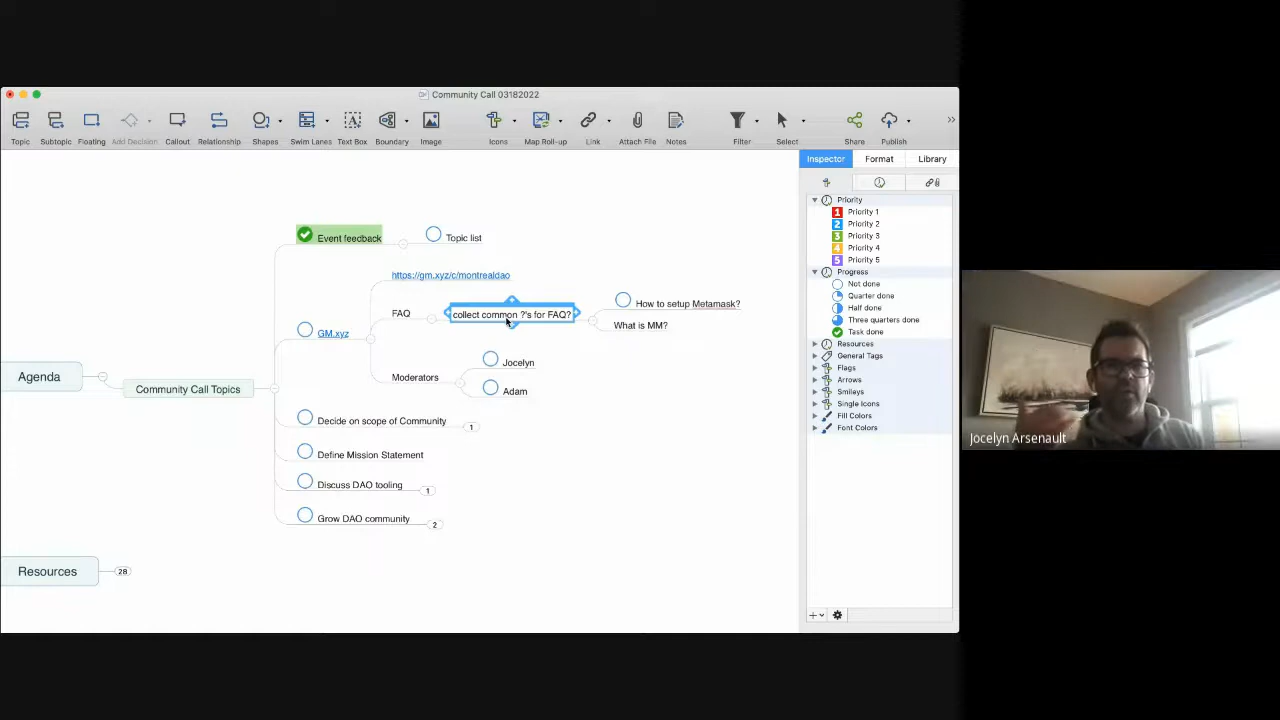 Community Call 03182022
Topic Subtopic Floating Add Decision Callout Relationship Shapes Swim Lanes Text Box Boundary Image Icons Map Roll-up Link Attach File Notes Filter Select Share Publish
Inspector Format Library
Priority
1 Priority 1
2 Priority 2
3 Priority 3
4 Priority 4
5 Priority 5
Progress
Not done
Quarter done
Half done
Three quarters done
Task done
Resources
General Tags
Flags
Arrows
Smileys
Single Icons
Fill Colors
Font Colors
Agenda
Community Call Topics
Event feedback
Topic list
GM.xyz
https://gm.xyz/c/montrealdao
FAQ
collect common ?'s for FAQ?
How to setup Metamask?
What is MM?
Moderators
Jocelyn
Adam
Decide on scope of Community 1
Define Mission Statement
Discuss DAO tooling 1
Grow DAO community 2
Resources 28
Jocelyn Arsenault